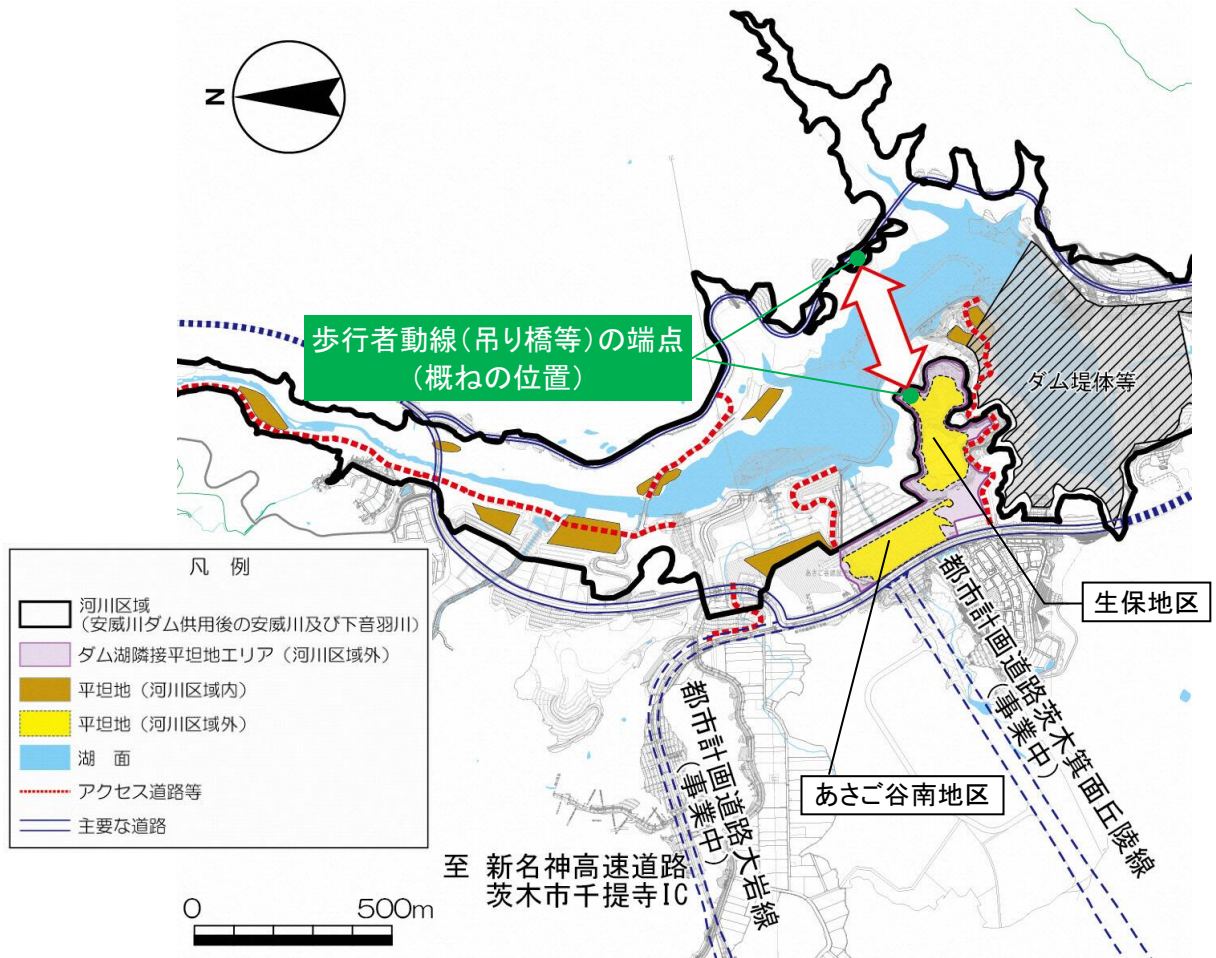 N
歩行者動線(吊り橋等)の端点
(概ねの位置)
ダム堤体等
生保地区
あさご谷南地区
都市計画道路茨木箕面丘陵線
(事業中)
都市計画道路大岩線
(事業中)
至 新名神高速道路
茨木市千提寺IC
凡 例
河川区域
(安威川ダム供用後の安威川及び下音羽川)
ダム湖隣接平坦地エリア(河川区域外)
平坦地(河川区域内)
平坦地(河川区域外)
湖 面
アクセス道路等
主要な道路
0
500m